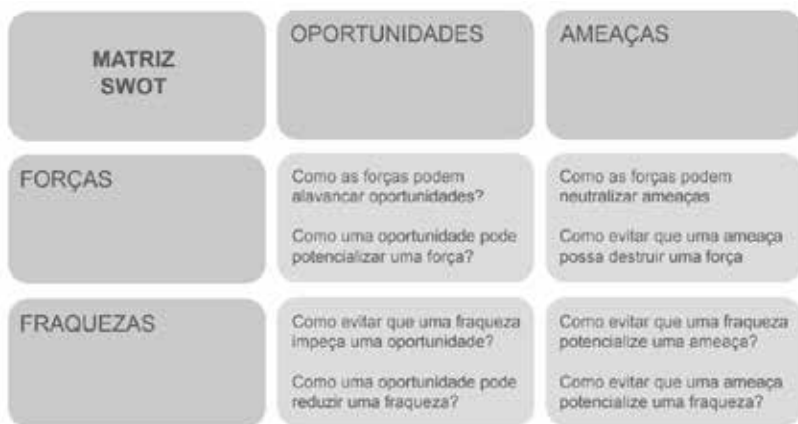 MATRIZ
SWOT
OPORTUNIDADES
AMEAÇAS
FORÇAS
Como as forças podem
alavancar oportunidades?
Como uma oportunidade pode
potencializar uma força?
Como as forças podem
neutralizar ameaças
Como evitar que uma ameaça
possa destruir uma força
FRAQUEZAS
Como evitar que uma fraqueza
impeça uma oportunidade?
Como uma oportunidade pode
reduzir uma fraqueza?
Como evitar que uma fraqueza
potencialize uma ameaça?
Como evitar que uma ameaça
potencialize uma fraqueza?